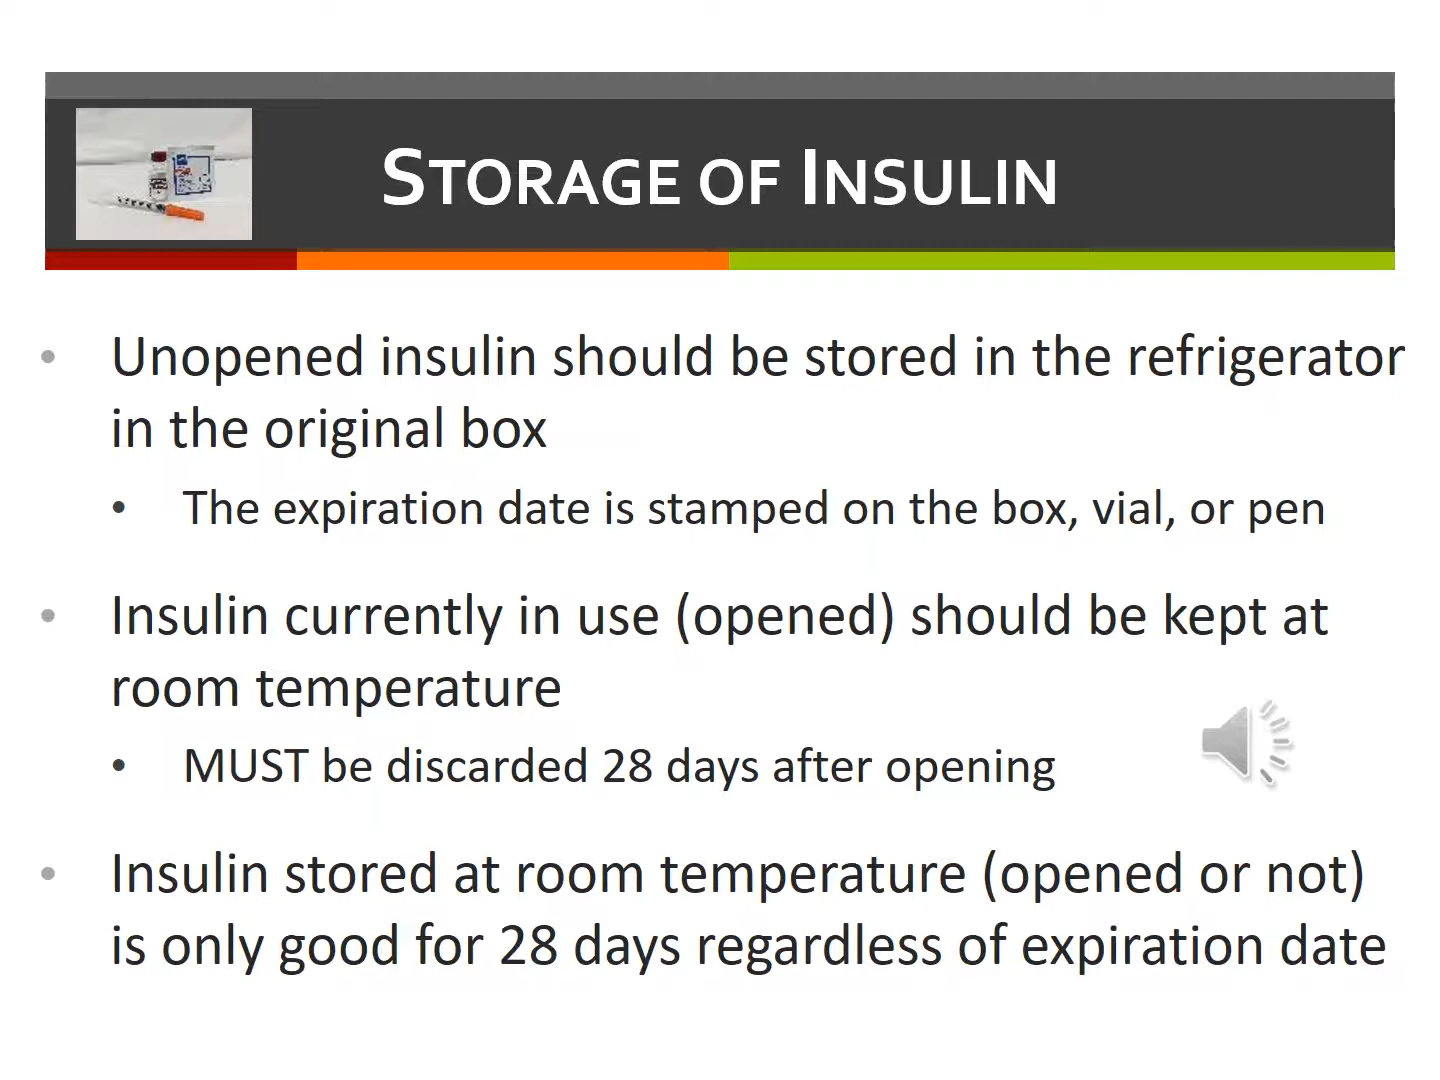 STORAGE OF INSULIN
• Unopened insulin should be stored in the refrigerator
in the original box
• The expiration date is stamped on the box, vial, or pen
• Insulin currently in use (opened) should be kept at
room temperature
• MUST be discarded 28 days after opening
• Insulin stored at room temperature (opened or not)
is only good for 28 days regardless of expiration date